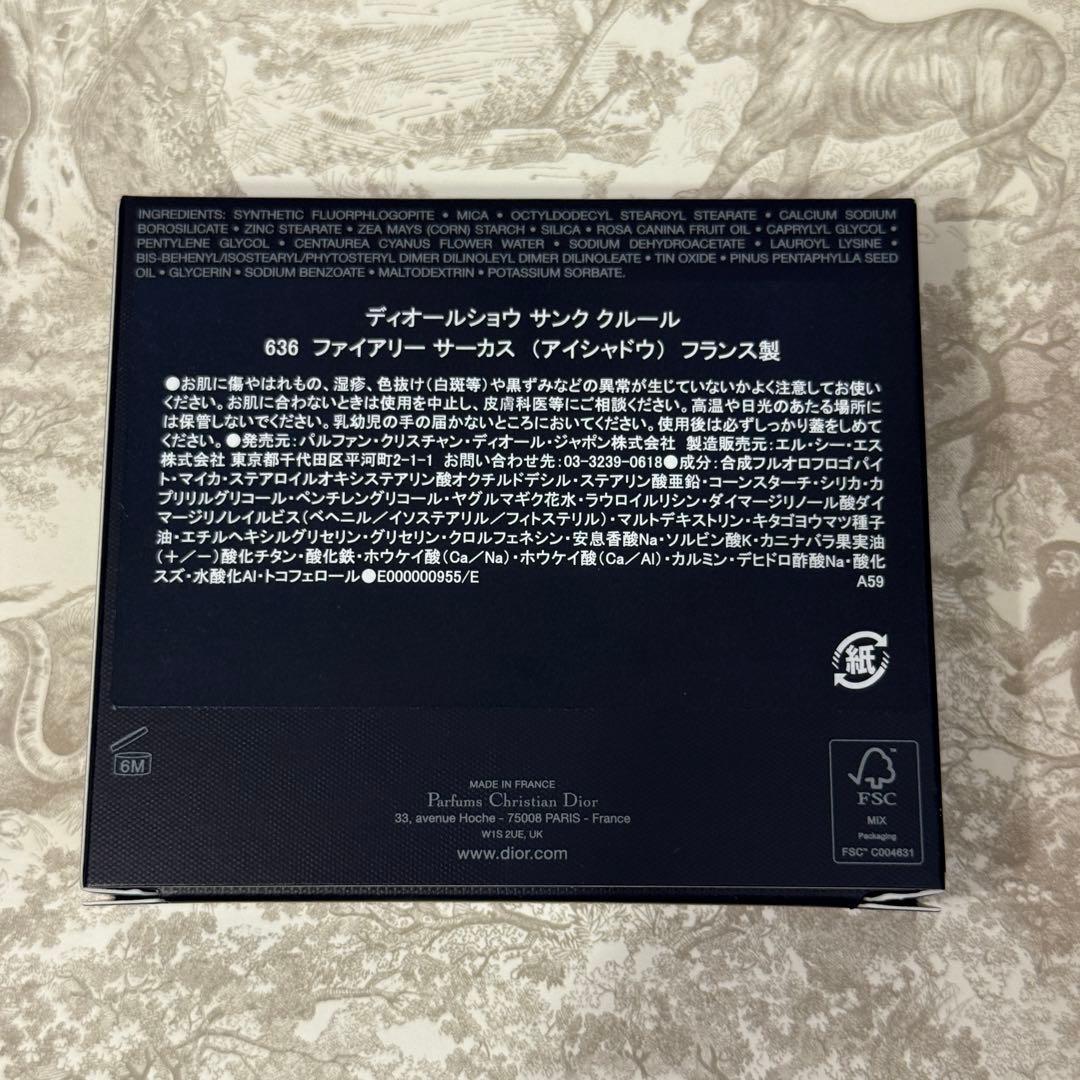 INGREDIENTS: SYNTHETIC FLUORPHLOGOPITE • MICA • OCTYLDODECYL STEAROYL STEARATE • CALCIUM SODIUM
BOROSILICATE • ZINC STEARATE • ZEA MAYS (CORN) STARCH • SILICA • ROSA CANINA FRUIT OIL • CAPRYLYL GLYCOL •
PENTYLENE GLYCOL • CENTAUREA CYANUS FLOWER WATER • SODIUM DEHYDROACETATE • LAUROYL LYSINE •
BIS-BEHENYL/ISOSTEARYL/PHYTOSTERYL DIMER DILINOLEYL DIMER DILINOLEATE • TIN OXIDE • PINUS PENTAPHYLLA SEED
OIL • GLYCERIN • SODIUM BENZOATE • MALTODEXTRIN • POTASSIUM SORBATE.
ディオールショウ サンク クルール
636 ファイアリー サーカス （アイシャドウ） フランス製
●お肌に傷やはれもの、湿疹、色抜け（白斑等）や黒ずみなどの異常が生じていないかよく注意してお使い
ください。お肌に合わないときは使用を中止し、皮膚科医等にご相談ください。高温や日光のあたる場所に
は保管しないでください。乳幼児の手の届かないところにおいてください。使用後は必ずしっかり蓋をしめて
ください。●発売元：パルファン・クリスチャン・ディオール・ジャポン株式会社 製造販売元：エル・シー・エス
株式会社 東京都千代田区平河町2-1-1 お問い合わせ先：03-3239-0618●成分：合成フルオロフロゴパイ
ト・マイカ・ステアロイルオキシステアリン酸オクチルドデシル・ステアリン酸亜鉛・コーンスターチ・シリカ・カ
プリリルグリコール・ペンチレングリコール・ヤグルマギク花水・ラウロイルリシン・ダイマージリノール酸ダイ
マージリノレイルビス（ベヘニル／イソステアリル／フィトステリル）・マルトデキストリン・キタゴヨウマツ種子
油・エチルヘキシルグリセリン・グリセリン・クロルフェネシン・安息香酸Na・ソルビン酸K・カニナバラ果実油
（+／−）酸化チタン・酸化鉄・ホウケイ酸（Ca／Na）・ホウケイ酸（Ca／Al）・カルミン・デヒドロ酢酸Na・酸化
スズ・水酸化Al・トコフェロール●E000000955/E A59
紙
6M
MADE IN FRANCE
Parfums Christian Dior
33, avenue Hoche - 75008 PARIS - France
W1S 2UE, UK
www.dior.com
FSC
MIX
Packaging
FSC™ C004631